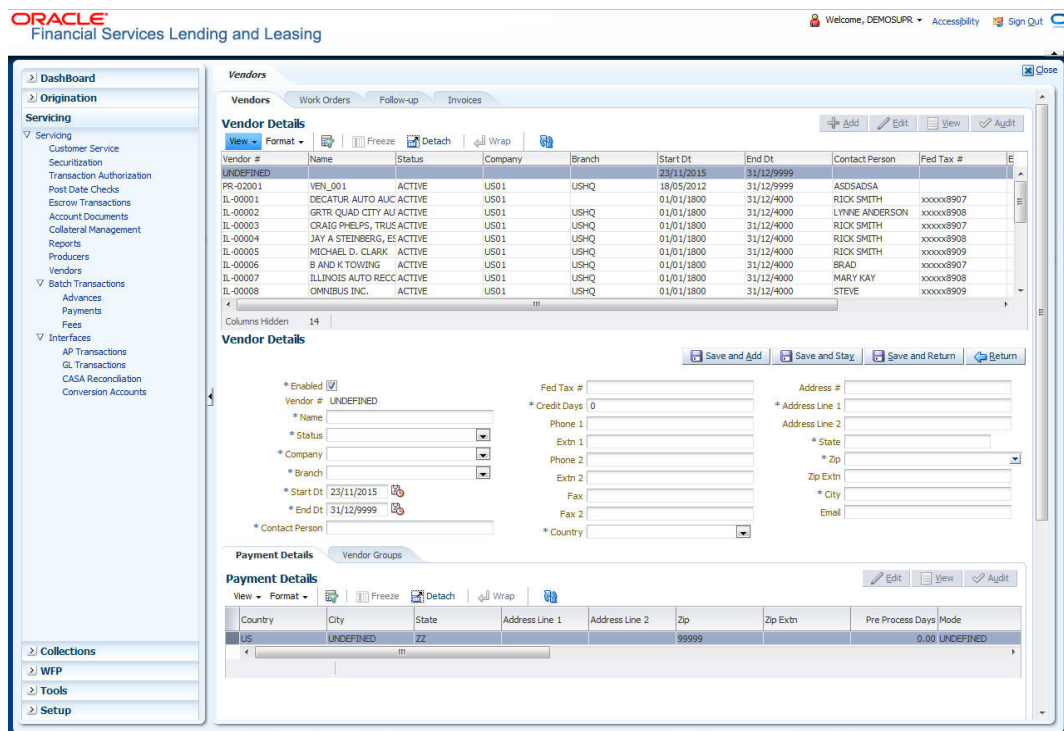 ORACLE
Financial Services Lending and Leasing
Welcome, DEMOSUPR
Accessibility
Sign Out
Close
DashBoard
Origination
Servicing
Servicing
Customer Service
Securitization
Transaction Authorization
Post Date Checks
Escrow Transactions
Account Documents
Collateral Management
Reports
Producers
Vendors
Batch Transactions
Advances
Payments
Fees
Interfaces
AP Transactions
GL Transactions
CASA Reconciliation
Conversion Accounts
Collections
WFP
Tools
Setup
Vendors
Vendors Work Orders Follow-up Invoices
Vendor Details
Add Edit View Audit
View Format Freeze Detach Wrap
Vendor # Name Status Company Branch Start Dt End Dt Contact Person Fed Tax # E
UNDEFINED 23/11/2015 31/12/9999
PR-02001 VEN_001 ACTIVE US01 USHQ 18/05/2012 31/12/9999 ASDSADSA
IL-00001 DECATUR AUTO AUC ACTIVE US01 01/01/1800 31/12/4000 RICK SMITH xxxxx8907
IL-00002 GRTR QUAD CITY AU ACTIVE US01 USHQ 01/01/1800 31/12/4000 LYNNE ANDERSON xxxxx8908
IL-00003 CRAIG PHELPS, TRUS ACTIVE US01 USHQ 01/01/1800 31/12/4000 RICK SMITH xxxxx8907
IL-00004 JAY A STEINBERG, ES ACTIVE US01 USHQ 01/01/1800 31/12/4000 RICK SMITH xxxxx8908
IL-00005 MICHAEL D. CLARK ACTIVE US01 USHQ 01/01/1800 31/12/4000 RICK SMITH xxxxx8909
IL-00006 B AND K TOWING ACTIVE US01 USHQ 01/01/1800 31/12/4000 BRAD xxxxx8907
IL-00007 ILLINOIS AUTO RECC ACTIVE US01 USHQ 01/01/1800 31/12/4000 MARY KAY xxxxx8908
IL-00008 OMNIBUS INC. ACTIVE US01 USHQ 01/01/1800 31/12/4000 STEVE xxxxx8909
Columns Hidden 14
Vendor Details
Save and Add Save and Stay Save and Return Return
* Enabled
Vendor # UNDEFINED
* Name
* Status
* Company
* Branch
* Start Dt 23/11/2015
* End Dt 31/12/9999
* Contact Person
Fed Tax #
* Credit Days 0
Phone 1
Extn 1
Phone 2
Extn 2
Fax
Fax 2
* Country
Address #
* Address Line 1
Address Line 2
* State
* Zip
Zip Extn
* City
Email
Payment Details Vendor Groups
Payment Details
Edit View Audit
View Format Freeze Detach Wrap
Country City State Address Line 1 Address Line 2 Zip Zip Extn Pre Process Days Mode
US UNDEFINED ZZ 99999 0.00 UNDEFINED